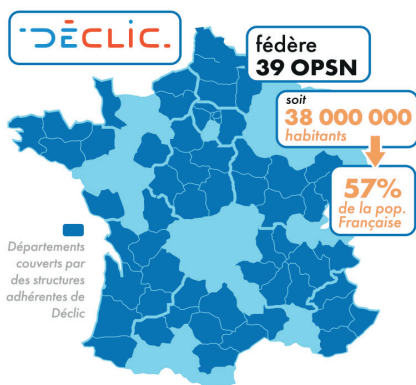 DÉCLIC.
fédère
39 OPSN
soit
38 000 000
habitants
57%
de la pop.
Française
Départements
couverts par
des structures
adhérentes de
Déclic